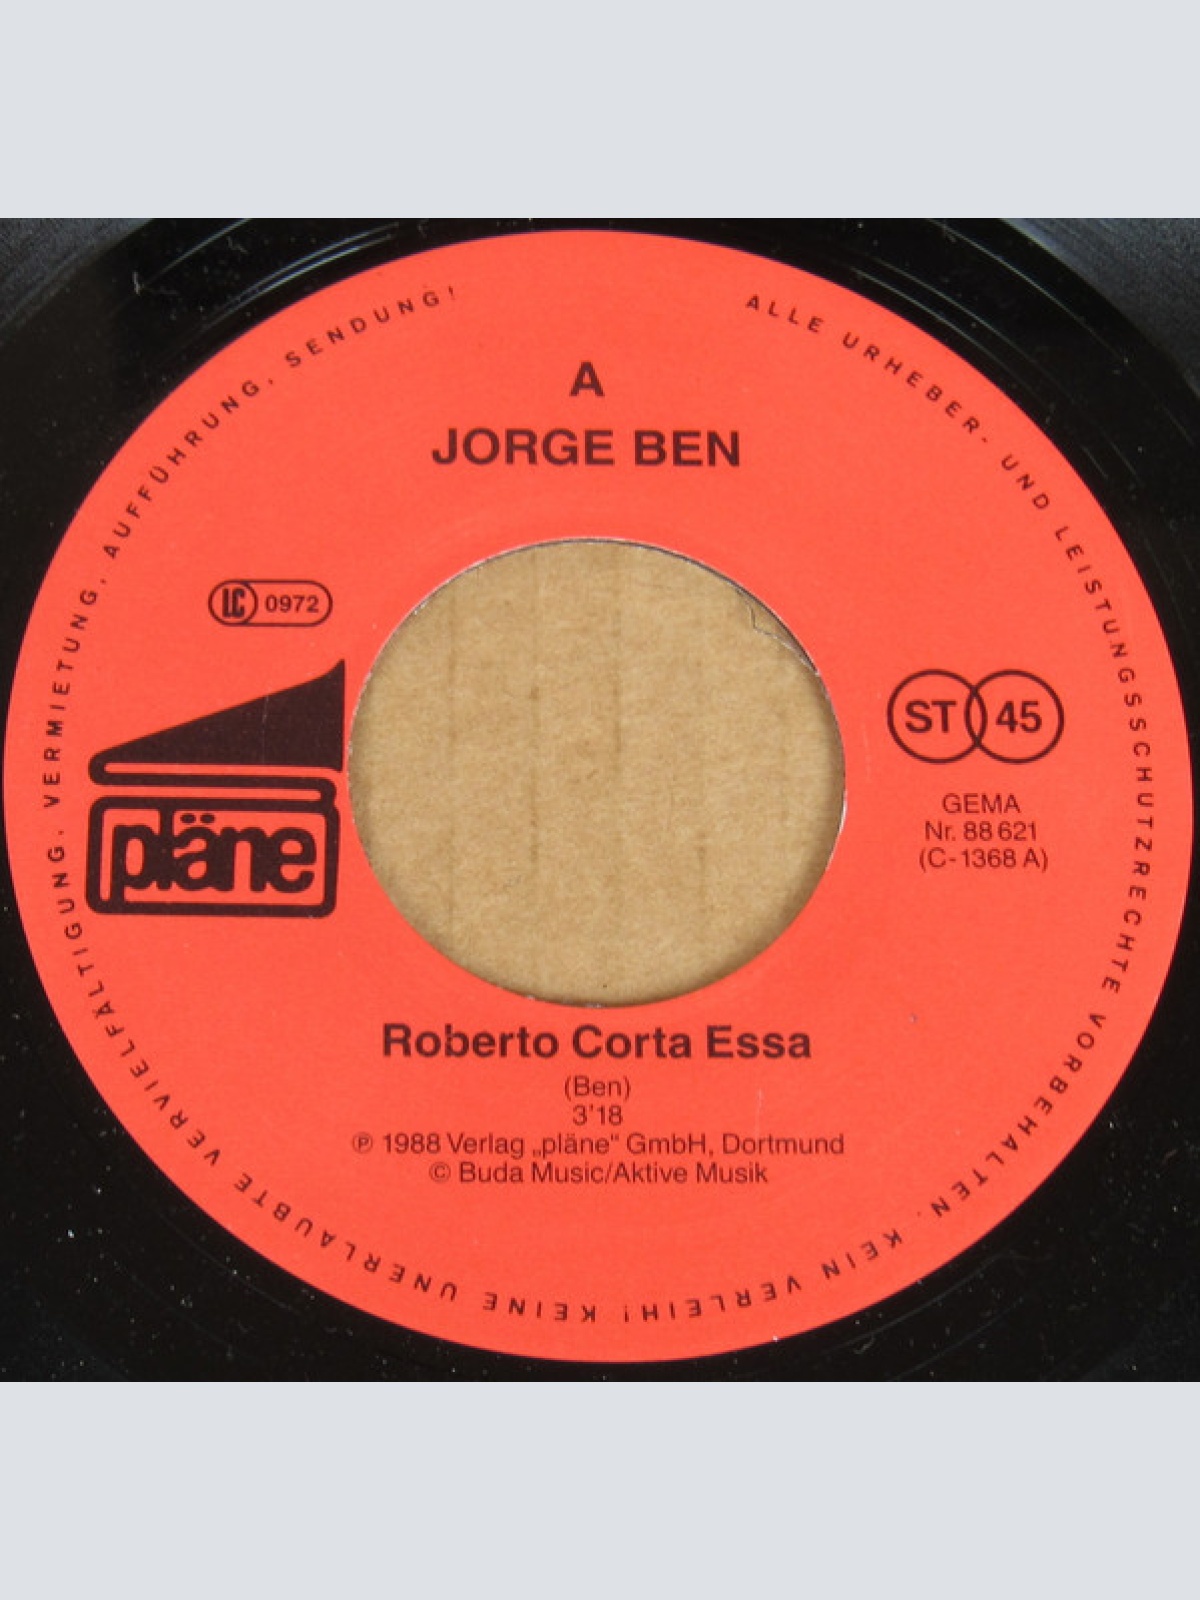 A
JORGE BEN
LC 0972
pläne
ST 45
GEMA
Nr. 88 621
(C-1368 A)
Roberto Corta Essa
(Ben)
3'18
℗ 1988 Verlag „pläne“ GmbH, Dortmund
© Buda Music/Aktive Musik
ALLE URHEBER- UND LEISTUNGSSCHUTZRECHTE VORBEHALTEN. KEIN VERLEIH! KEINE UNERLAUBTE VERVIELFÄLTIGUNG, VERMIETUNG, AUFFÜHRUNG, SENDUNG!